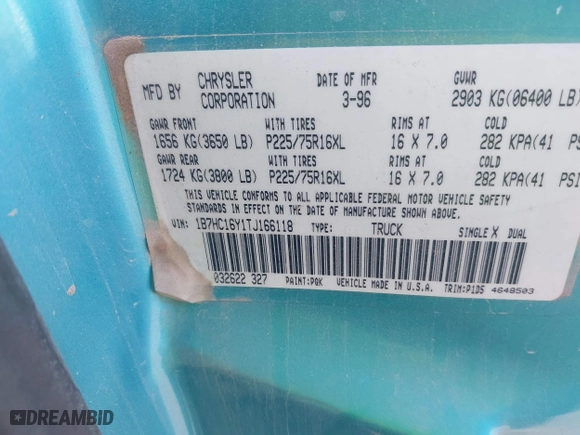 MFD BY CHRYSLER CORPORATION DATE OF MFR 3-96 GVWR 2903 KG(06400 LB)
GAWR FRONT WITH TIRES RIMS AT COLD
1656 KG(3650 LB) P225/75R16XL 16 X 7.0 282 KPA(41 PSI
GAWR REAR WITH TIRES RIMS AT COLD
1724 KG(3800 LB) P225/75R16XL 16 X 7.0 282 KPA(41 PSI
THIS VEHICLE CONFORMS TO ALL APPLICABLE FEDERAL MOTOR VEHICLE SAFETY
STANDARDS IN EFFECT ON THE DATE OF MANUFACTURE SHOWN ABOVE.
VIN: 1B7HC16Y1TJ166118 TYPE: TRUCK SINGLE X DUAL
032622 327 PAINT:PQK VEHICLE MADE IN U.S.A. TRIM:P1D5 4648503
DREAMBID